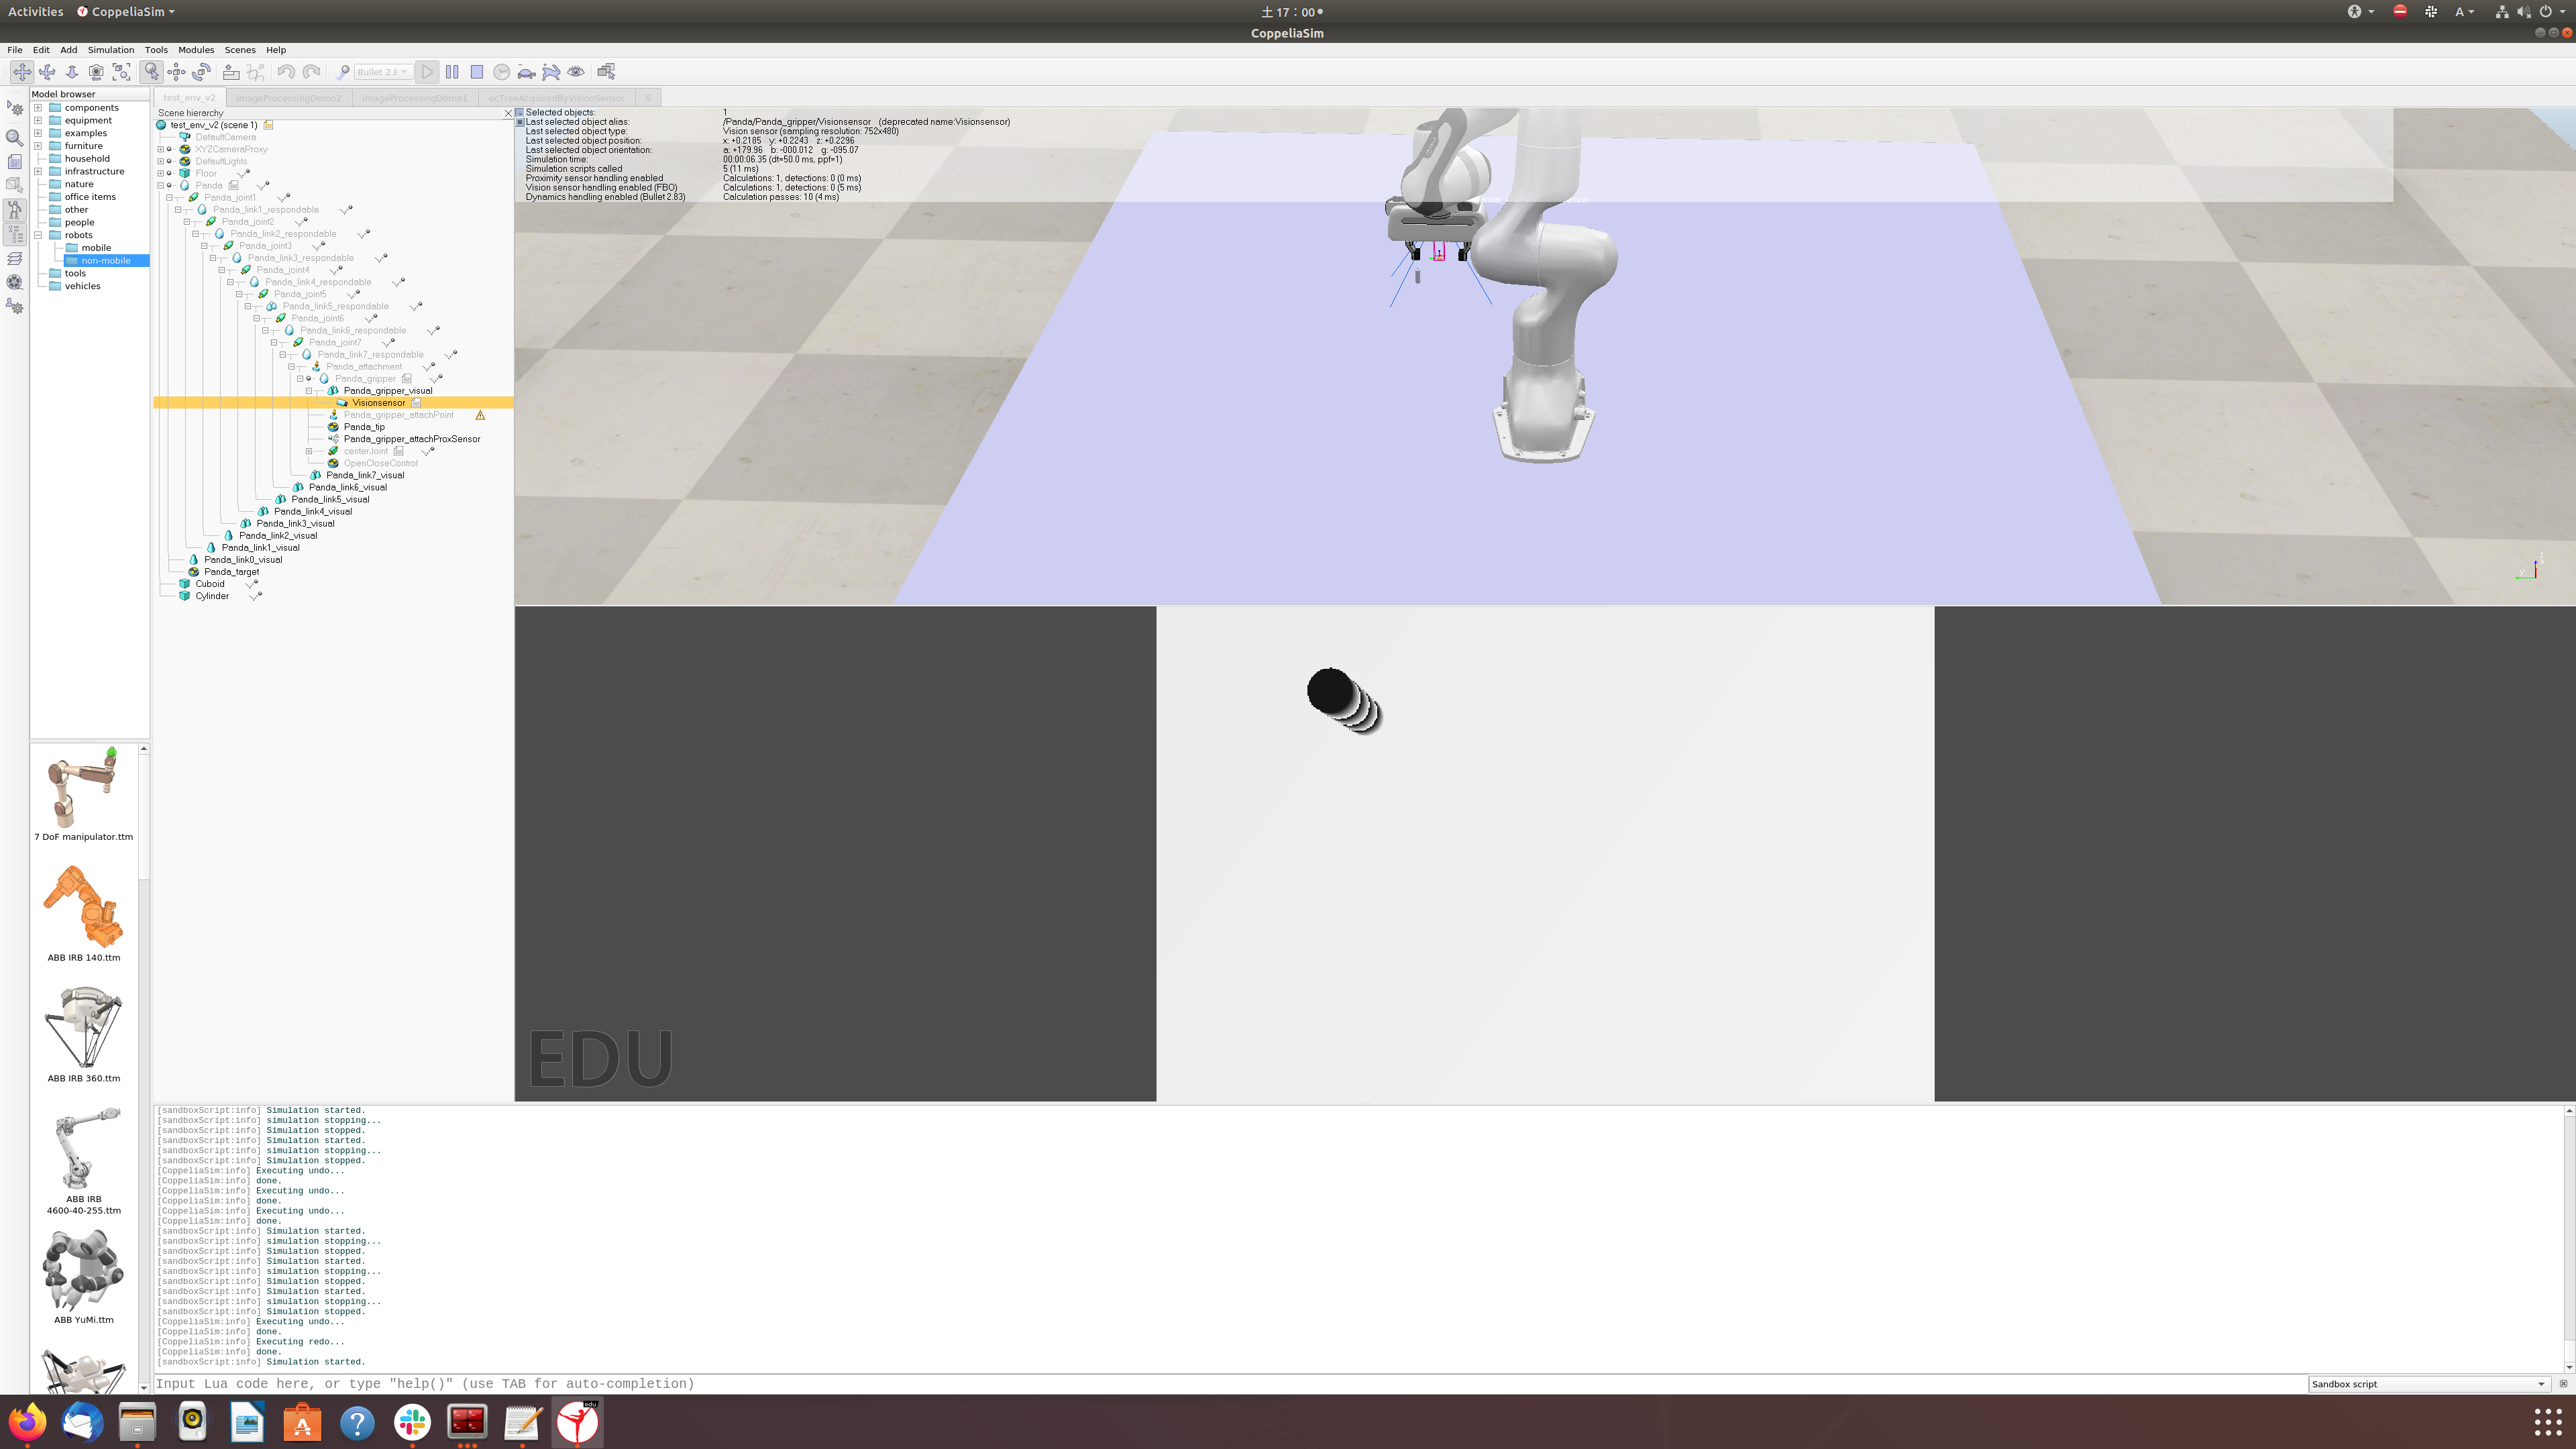 Activities CoppeliaSim 土 17：00 A
CoppeliaSim
File Edit Add Simulation Tools Modules Scenes Help
Model browser
components
equipment
examples
furniture
household
infrastructure
nature
office items
other
people
robots
mobile
non-mobile
tools
vehicles
7 DoF manipulator.ttm
ABB IRB 140.ttm
ABB IRB 360.ttm
ABB IRB
4600-40-255.ttm
ABB YuMi.ttm
test_env_v2 imageProcessingDemo2 imageProcessingDemo1 ocTreeAcquiredByVisionSensor 5
Scene hierarchy
test_env_v2 (scene 1)
DefaultCamera
XYZCameraProxy
DefaultLights
Floor
Panda
Panda_joint1
Panda_link1_respondable
Panda_joint2
Panda_link2_respondable
Panda_joint3
Panda_link3_respondable
Panda_joint4
Panda_link4_respondable
Panda_joint5
Panda_link5_respondable
Panda_joint6
Panda_link6_respondable
Panda_joint7
Panda_link7_respondable
Panda_attachment
Panda_gripper
Panda_gripper_visual
Visionsensor
Panda_gripper_attachPoint
Panda_tip
Panda_gripper_attachProxSensor
centerJoint
OpenCloseControl
Panda_link7_visual
Panda_link6_visual
Panda_link5_visual
Panda_link4_visual
Panda_link3_visual
Panda_link2_visual
Panda_link1_visual
Panda_link0_visual
Panda_target
Cuboid
Cylinder
Selected objects: 1
Last selected object alias: /Panda/Panda_gripper/Visionsensor (deprecated name:Visionsensor)
Last selected object type: Vision sensor (sampling resolution: 752x480)
Last selected object position: x: +0.2185 y: +0.2243 z: +0.2296
Last selected object orientation: a: +179.96 b: -000.012 g: -095.07
Simulation time: 00:00:06.35 (dt=50.0 ms, ppf=1)
Simulation scripts called 5 (11 ms)
Proximity sensor handling enabled Calculations: 1, detections: 0 (0 ms)
Vision sensor handling enabled (FBO) Calculations: 1, detections: 0 (5 ms)
Dynamics handling enabled (Bullet 2.83) Calculation passes: 10 (4 ms)
EDU
[sandboxScript:info] Simulation started.
[sandboxScript:info] simulation stopping...
[sandboxScript:info] Simulation stopped.
[sandboxScript:info] Simulation started.
[sandboxScript:info] simulation stopping...
[sandboxScript:info] Simulation stopped.
[CoppeliaSim:info] Executing undo...
[CoppeliaSim:info] done.
[CoppeliaSim:info] Executing undo...
[CoppeliaSim:info] done.
[CoppeliaSim:info] Executing undo...
[CoppeliaSim:info] done.
[sandboxScript:info] Simulation started.
[sandboxScript:info] simulation stopping...
[sandboxScript:info] Simulation stopped.
[sandboxScript:info] Simulation started.
[sandboxScript:info] simulation stopping...
[sandboxScript:info] Simulation stopped.
[sandboxScript:info] Simulation started.
[sandboxScript:info] simulation stopping...
[sandboxScript:info] Simulation stopped.
[CoppeliaSim:info] Executing undo...
[CoppeliaSim:info] done.
[CoppeliaSim:info] Executing redo...
[CoppeliaSim:info] done.
[sandboxScript:info] Simulation started.
Input Lua code here, or type "help()" (use TAB for auto-completion) Sandbox script
edu